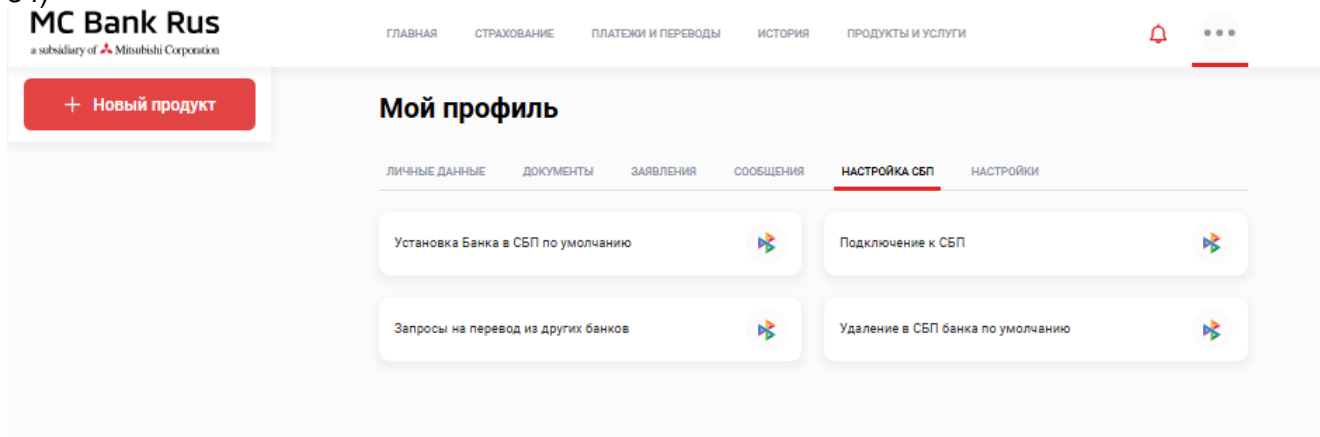 MC Bank Rus
a subsidiary of Mitsubishi Corporation
ГЛАВНАЯ СТРАХОВАНИЕ ПЛАТЕЖИ И ПЕРЕВОДЫ ИСТОРИЯ ПРОДУКТЫ И УСЛУГИ
+ Новый продукт
Мой профиль
ЛИЧНЫЕ ДАННЫЕ ДОКУМЕНТЫ ЗАЯВЛЕНИЯ СООБЩЕНИЯ НАСТРОЙКА СБП НАСТРОЙКИ
Установка Банка в СБП по умолчанию
Подключение к СБП
Запросы на перевод из других банков
Удаление в СБП банка по умолчанию